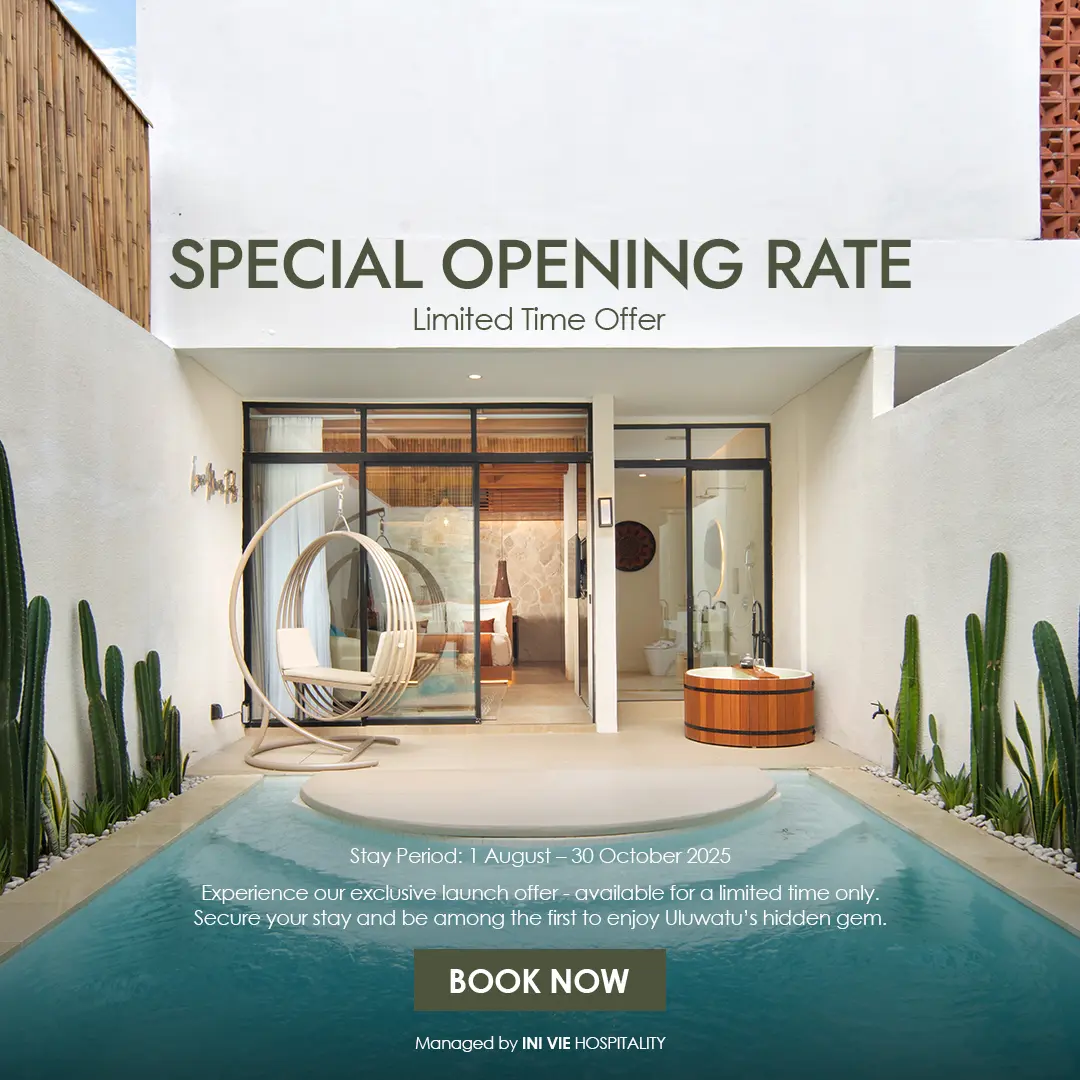 SPECIAL OPENING RATE
Limited Time Offer
Stay Period: 1 August – 30 October 2025
Experience our exclusive launch offer - available for a limited time only.
Secure your stay and be among the first to enjoy Uluwatu's hidden gem.
BOOK NOW
Managed by INI VIE HOSPITALITY